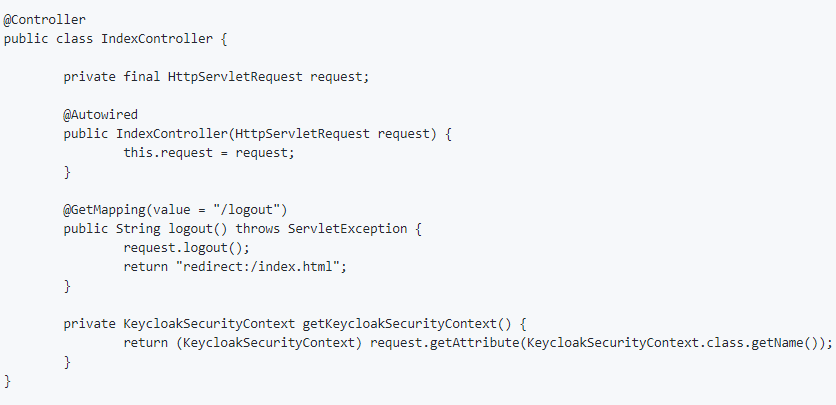 @Controller
public class IndexController {
private final HttpServletRequest request;
@Autowired
public IndexController(HttpServletRequest request) {
this.request = request;
}
@GetMapping(value = "/logout")
public String logout() throws ServletException {
request.logout();
return "redirect:/index.html";
}
private KeycloakSecurityContext getKeycloakSecurityContext() {
return (KeycloakSecurityContext) request.getAttribute(KeycloakSecurityContext.class.getName());
}
}